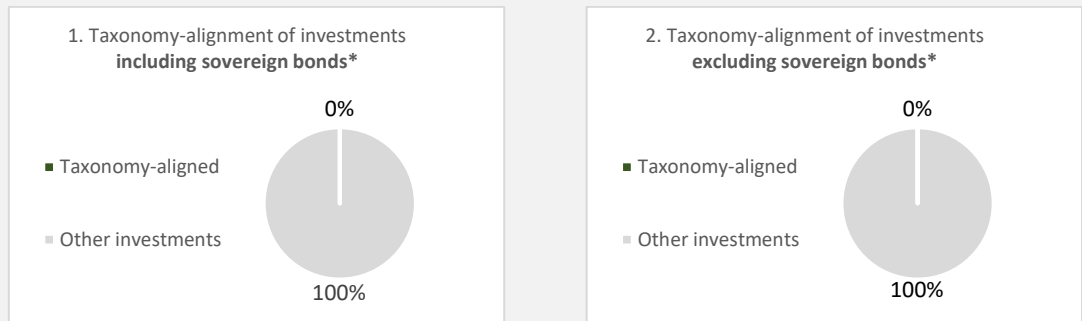 1. Taxonomy-alignment of investments
including sovereign bonds*
0%
Taxonomy-aligned
Other investments
100%
2. Taxonomy-alignment of investments
excluding sovereign bonds*
0%
Taxonomy-aligned
Other investments
100%